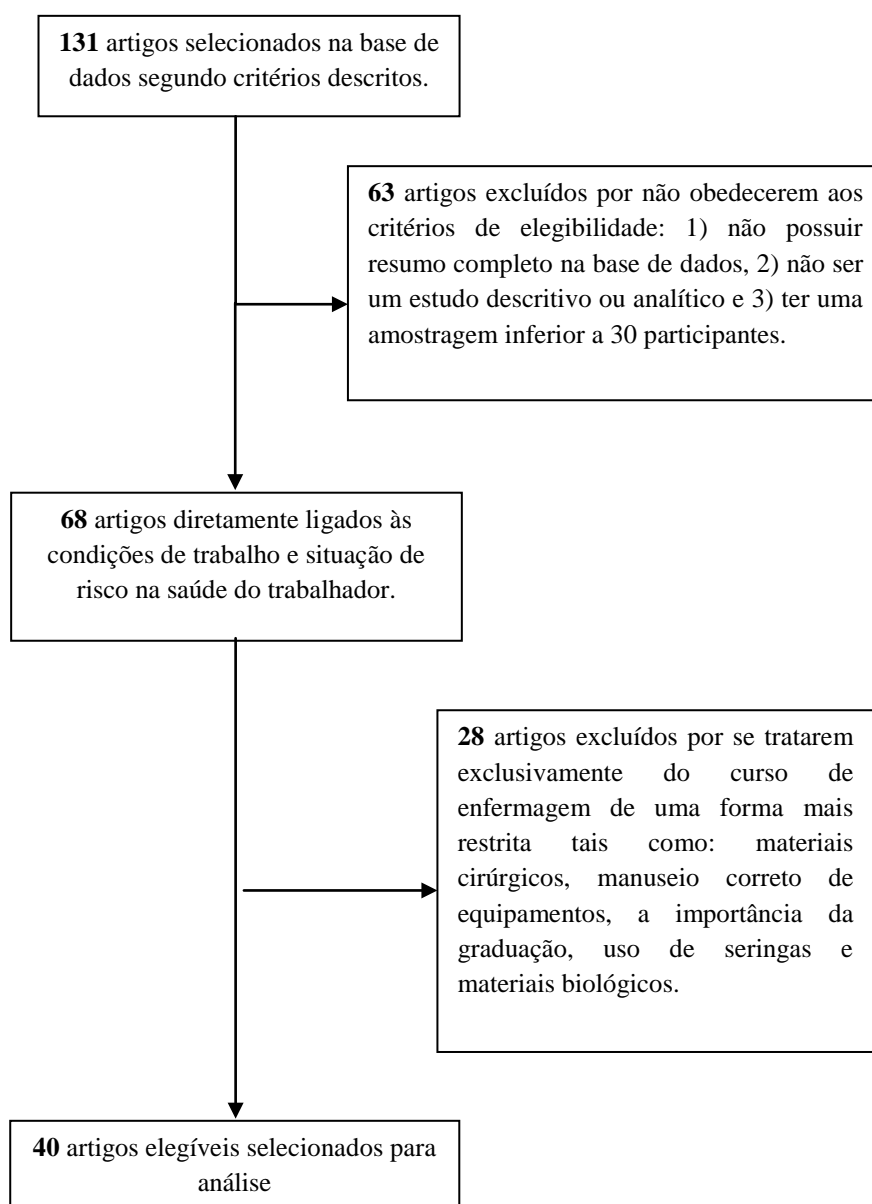 131 artigos selecionados na base de
dados segundo critérios descritos.
63 artigos excluídos por não obedecerem aos
critérios de elegibilidade: 1) não possuir
resumo completo na base de dados, 2) não ser
um estudo descritivo ou analítico e 3) ter uma
amostragem inferior a 30 participantes.
68 artigos diretamente ligados às
condições de trabalho e situação de
risco na saúde do trabalhador.
28 artigos excluídos por se tratarem
exclusivamente do curso de
enfermagem de uma forma mais
restrita tais como: materiais
cirúrgicos, manuseio correto de
equipamentos, a importância da
graduação, uso de seringas e
materiais biológicos.
40 artigos elegíveis selecionados para
análise